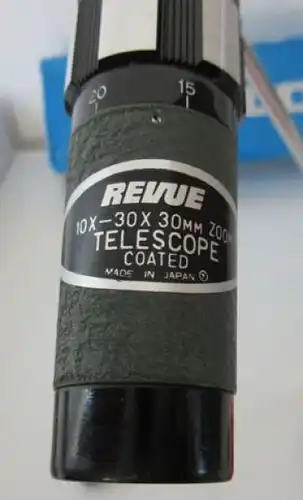 20 15
REVUE
10X-30X 30MM ZOOM
TELESCOPE
COATED
MADE IN JAPAN